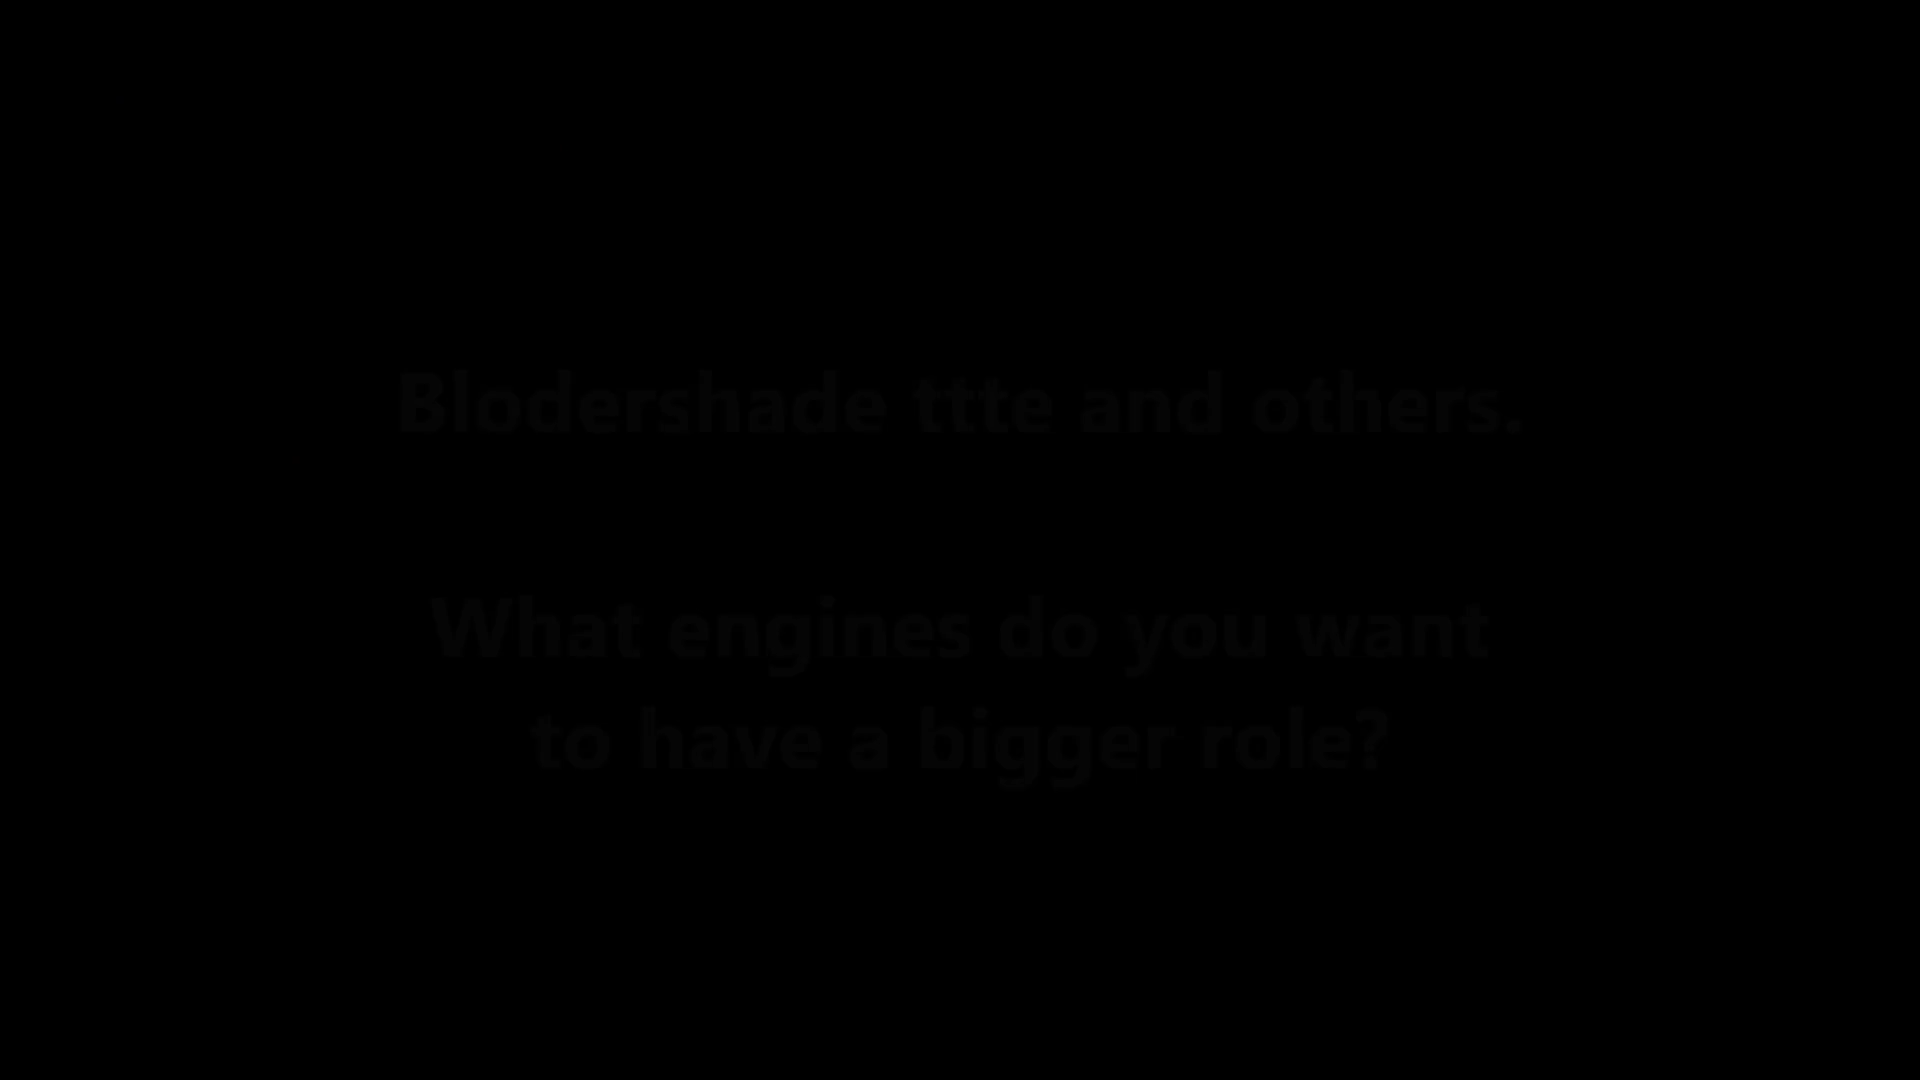 Blodershade ttte and others.
What engines do you want
to have a bigger role?